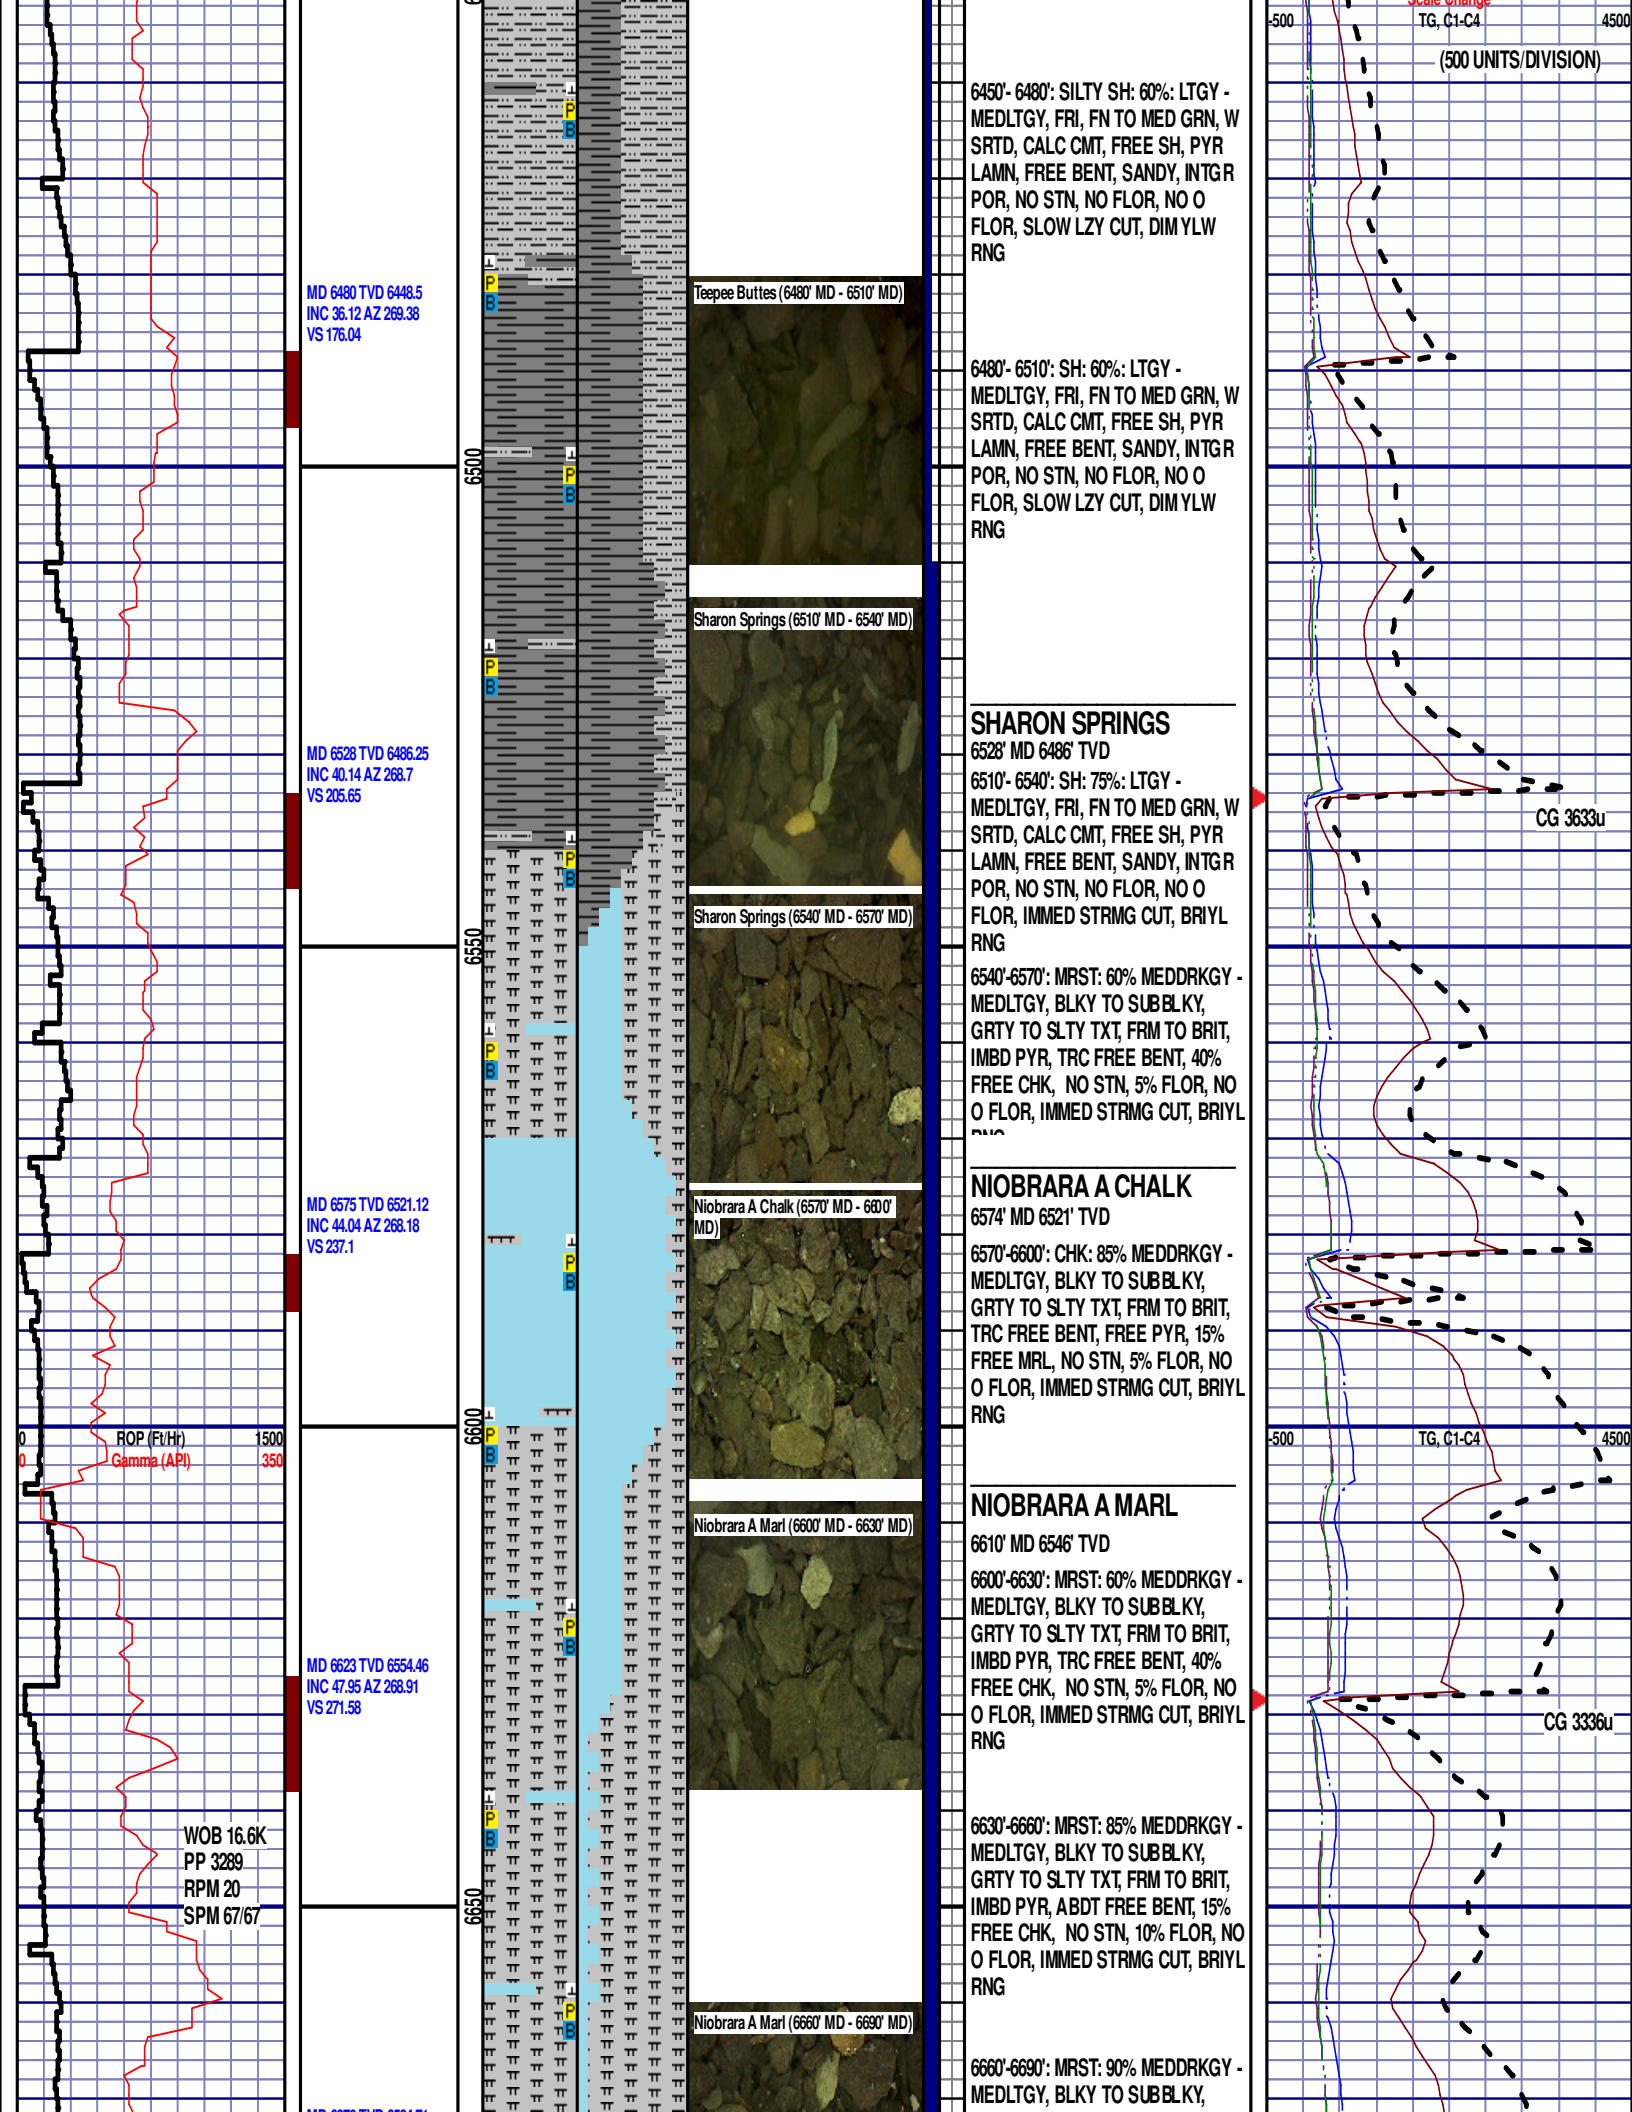 Scale Change
-500 TG, C1-C4 4500
(500 UNITS/DIVISION)
6450'- 6480': SILTY SH: 60%: LTGY -
MEDLTGY, FRI, FN TO MED GRN, W
SRTD, CALC CMT, FREE SH, PYR
LAMN, FREE BENT, SANDY, INTGR
POR, NO STN, NO FLOR, NO O
FLOR, SLOW LZY CUT, DIM YLW
RNG
P
B
MD 6480 TVD 6448.5
INC 36.12 AZ 269.38
VS 176.04
P
B
Teepee Buttes (6480' MD - 6510' MD)
6480'- 6510': SH: 60%: LTGY -
MEDLTGY, FRI, FN TO MED GRN, W
SRTD, CALC CMT, FREE SH, PYR
LAMN, FREE BENT, SANDY, INTGR
POR, NO STN, NO FLOR, NO O
FLOR, SLOW LZY CUT, DIM YLW
RNG
6500
P
B
Sharon Springs (6510' MD - 6540' MD)
P
B
SHARON SPRINGS
6528' MD 6486' TVD
6510'- 6540': SH: 75%: LTGY -
MEDLTGY, FRI, FN TO MED GRN, W
SRTD, CALC CMT, FREE SH, PYR
LAMN, FREE BENT, SANDY, INTGR
POR, NO STN, NO FLOR, NO O
FLOR, IMMED STRMG CUT, BRIYL
RNG
MD 6528 TVD 6486.25
INC 40.14 AZ 268.7
VS 205.65
CG 3633u
P
B
Sharon Springs (6540' MD - 6570' MD)
6550
6540'-6570': MRST: 60% MEDDRKGY -
MEDLTGY, BLKY TO SUBBLKY,
GRTY TO SLTY TXT, FRM TO BRIT,
IMBD PYR, TRC FREE BENT, 40%
FREE CHK, NO STN, 5% FLOR, NO
O FLOR, IMMED STRMG CUT, BRIYL
RNG
P
B
NIOBRARA A CHALK
6574' MD 6521' TVD
6570'-6600': CHK: 85% MEDDRKGY -
MEDLTGY, BLKY TO SUBBLKY,
GRTY TO SLTY TXT, FRM TO BRIT,
TRC FREE BENT, FREE PYR, 15%
FREE MRL, NO STN, 5% FLOR, NO
O FLOR, IMMED STRMG CUT, BRIYL
RNG
MD 6575 TVD 6521.12
INC 44.04 AZ 268.18
VS 237.1
Niobrara A Chalk (6570' MD - 6600'
MD)
P
B
6600
P
B
0 ROP (Ft/Hr) 1500
0 Gamma (API) 350
-500 TG, C1-C4 4500
Niobrara A Marl (6600' MD - 6630' MD)
NIOBRARA A MARL
6610' MD 6546' TVD
6600'-6630': MRST: 60% MEDDRKGY -
MEDLTGY, BLKY TO SUBBLKY,
GRTY TO SLTY TXT, FRM TO BRIT,
IMBD PYR, TRC FREE BENT, 40%
FREE CHK, NO STN, 5% FLOR, NO
O FLOR, IMMED STRMG CUT, BRIYL
RNG
P
B
MD 6623 TVD 6554.46
INC 47.95 AZ 268.91
VS 271.58
CG 3336u
P
B
WOB 16.6K
PP 3289
RPM 20
SPM 67/67
6650
6630'-6660': MRST: 85% MEDDRKGY -
MEDLTGY, BLKY TO SUBBLKY,
GRTY TO SLTY TXT, FRM TO BRIT,
IMBD PYR, ABDT FREE BENT, 15%
FREE CHK, NO STN, 10% FLOR, NO
O FLOR, IMMED STRMG CUT, BRIYL
RNG
P
B
Niobrara A Marl (6660' MD - 6690' MD)
6660'-6690': MRST: 90% MEDDRKGY -
MEDLTGY, BLKY TO SUBBLKY,